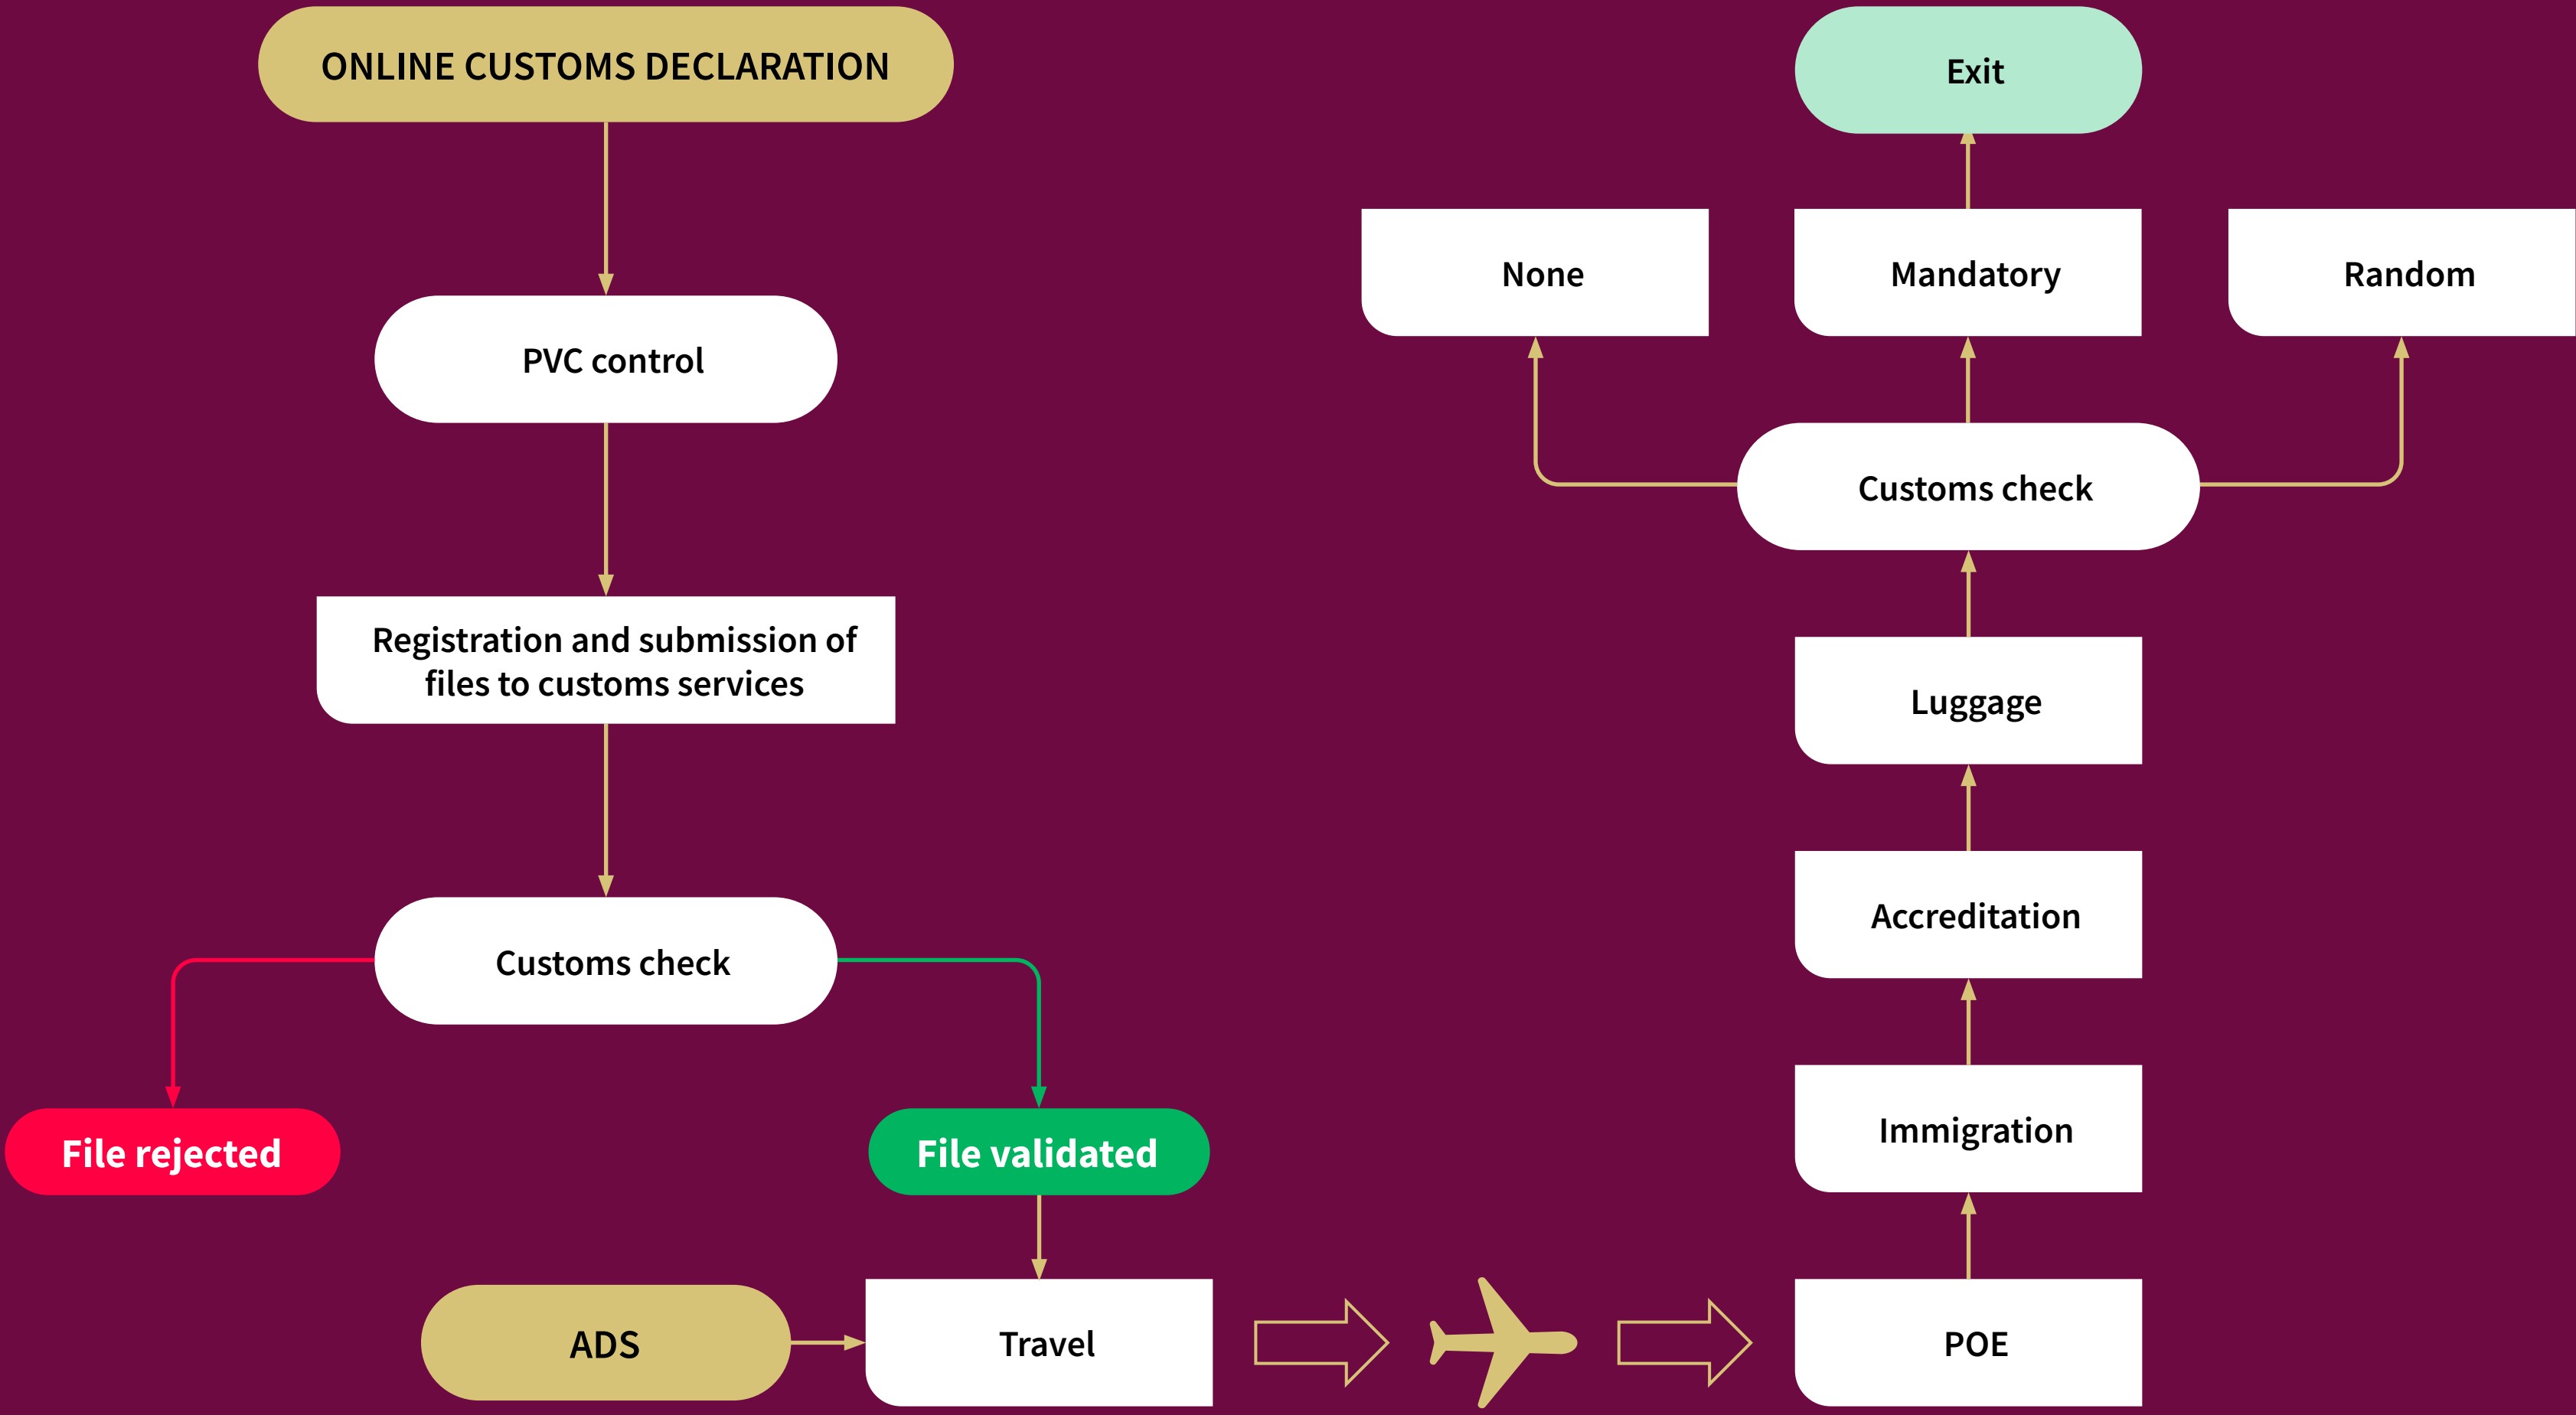 ONLINE CUSTOMS DECLARATION
PVC control
Registration and submission of
files to customs services
Customs check
File rejected
File validated
ADS
Travel
POE
Immigration
Accreditation
Luggage
Customs check
None
Mandatory
Random
Exit